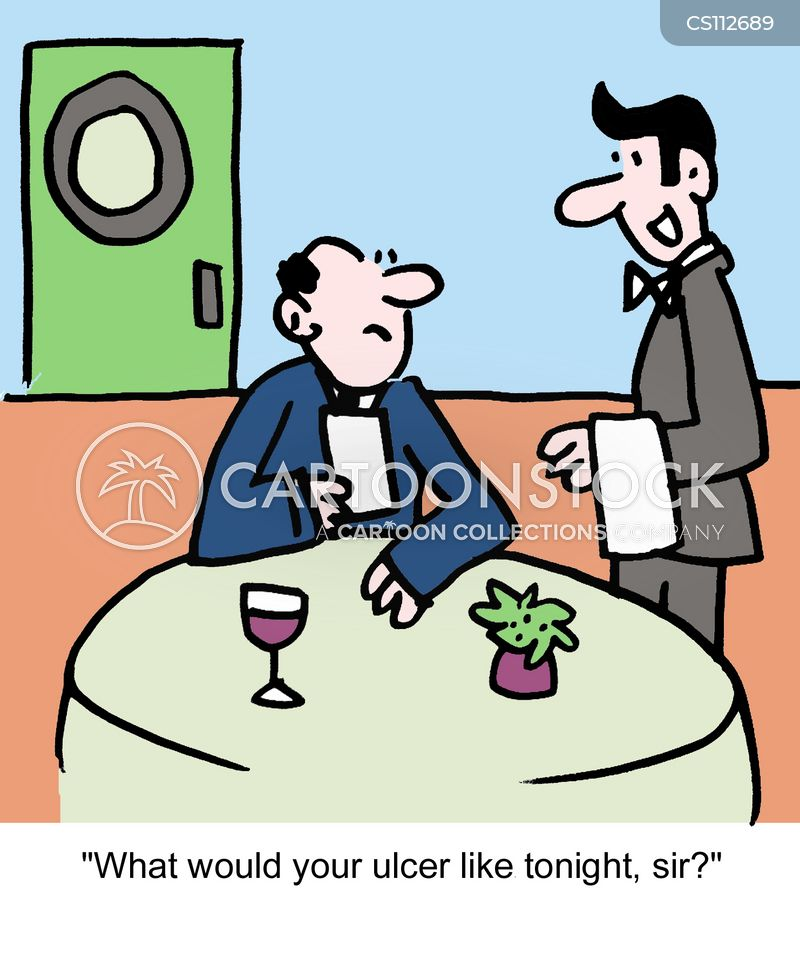 CS112689
CARTOONSTOCK
A CARTOON COLLECTIONS COMPANY
"What would your ulcer like tonight, sir?"